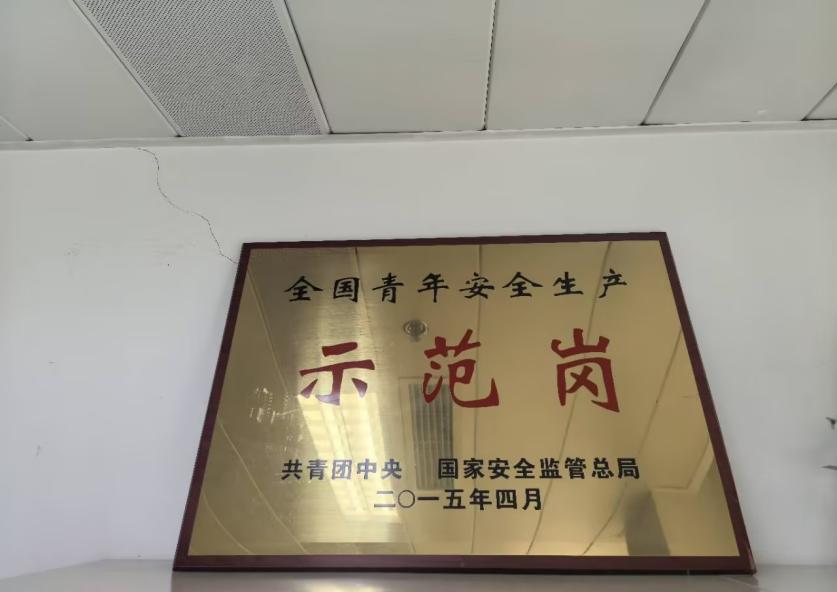 全国青年安全生产
示范岗
共青团中央 国家安全监管总局
二〇一五年四月